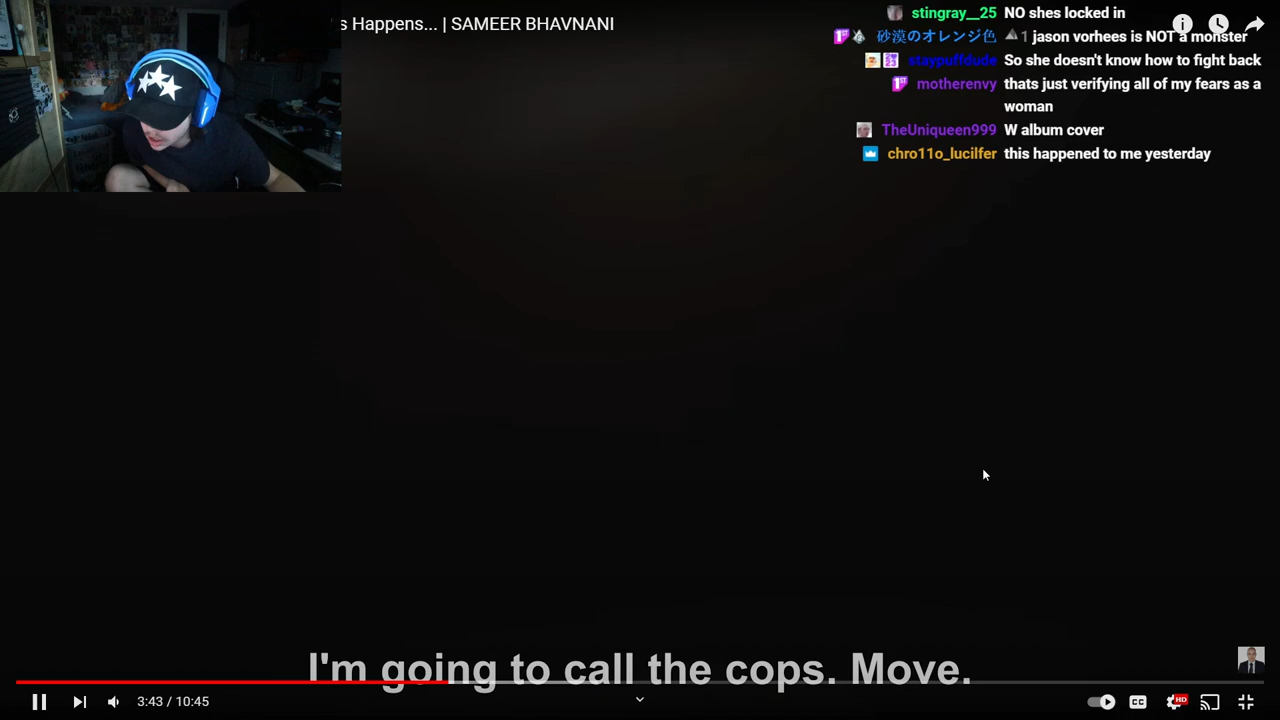 s Happens... | SAMEER BHAVNANI
stingray__25 NO shes locked in
砂漠のオレンジ色 1 jason vorhees is NOT a monster
staypuffdude So she doesn't know how to fight back
motherenvy thats just verifying all of my fears as a
woman
TheUniqueen999 W album cover
chro11o_lucilfer this happened to me yesterday
I'm going to call the cops. Move.
3:43 / 10:45
CC
HD